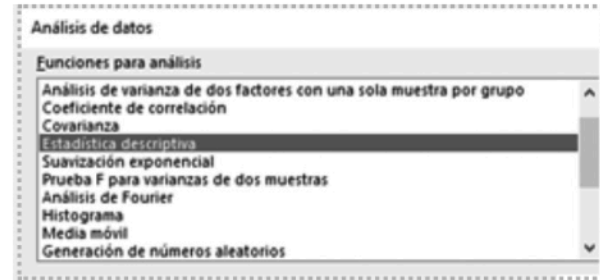 Análisis de datos
Funciones para análisis
Análisis de varianza de dos factores con una sola muestra por grupo
Coeficiente de correlación
Covarianza
Estadística descriptiva
Suavización exponencial
Prueba F para varianzas de dos muestras
Análisis de Fourier
Histograma
Media móvil
Generación de números aleatorios